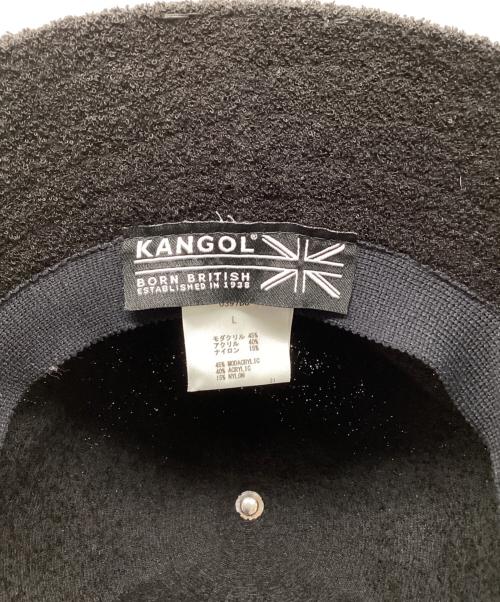 KANGOL®
BORN BRITISH
ESTABLISHED IN 1938
L
モダクリル 45%
アクリル 40%
ナイロン 15%
45% MODACRYLIC
40% ACRYLIC
15% NYLON